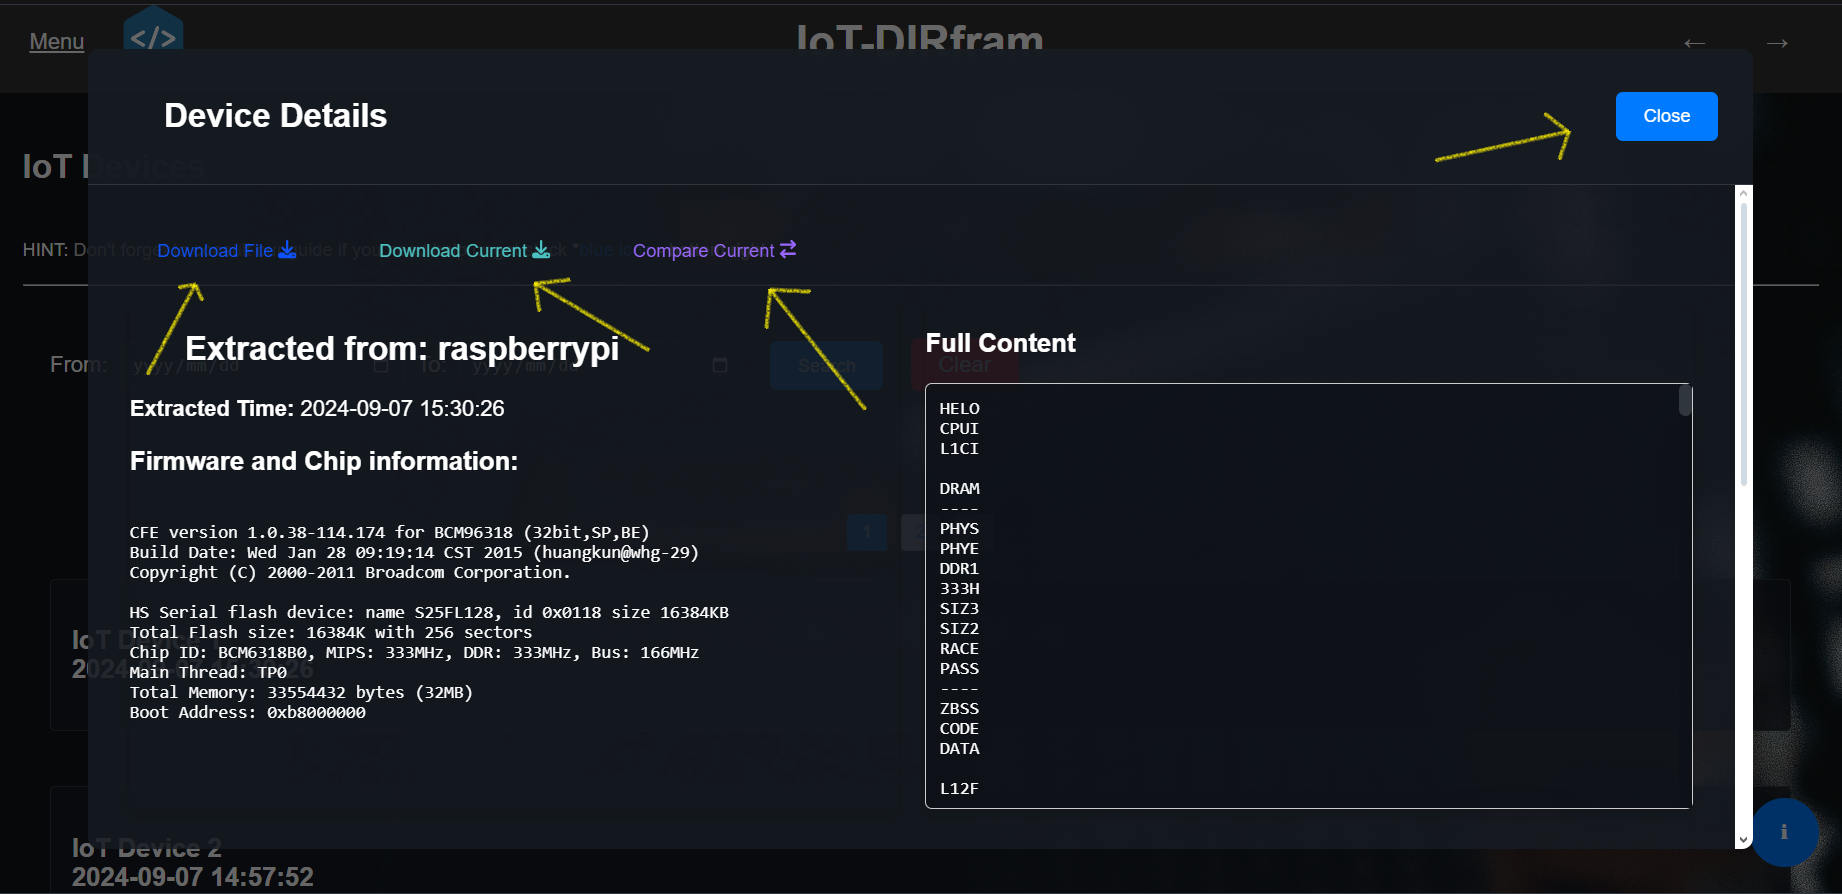 Menu
</>
IoT-DIRfram
← →
Device Details
Close
IoT Devices
HINT: Don't forge
Download File
uide if you
Download Current
ck "blue ic
Compare Current
Extracted from: raspberrypi
Full Content
From: yyyy/mm/dd To: yyyy/mm/dd Search Clear
Extracted Time: 2024-09-07 15:30:26
Firmware and Chip information:
1 2
CFE version 1.0.38-114.174 for BCM96318 (32bit,SP,BE)
Build Date: Wed Jan 28 09:19:14 CST 2015 (huangkun@whg-29)
Copyright (C) 2000-2011 Broadcom Corporation.
HS Serial flash device: name S25FL128, id 0x0118 size 16384KB
Total Flash size: 16384K with 256 sectors
Chip ID: BCM6318B0, MIPS: 333MHz, DDR: 333MHz, Bus: 166MHz
Main Thread: TP0
Total Memory: 33554432 bytes (32MB)
Boot Address: 0xb8000000
HELO
CPUI
L1CI
DRAM
----
PHYS
PHYE
DDR1
333H
SIZ3
SIZ2
RACE
PASS
----
ZBSS
CODE
DATA
L12F
IoT Device 1
2024-09-07 15:30:26
IoT Device 2
2024-09-07 14:57:52
i